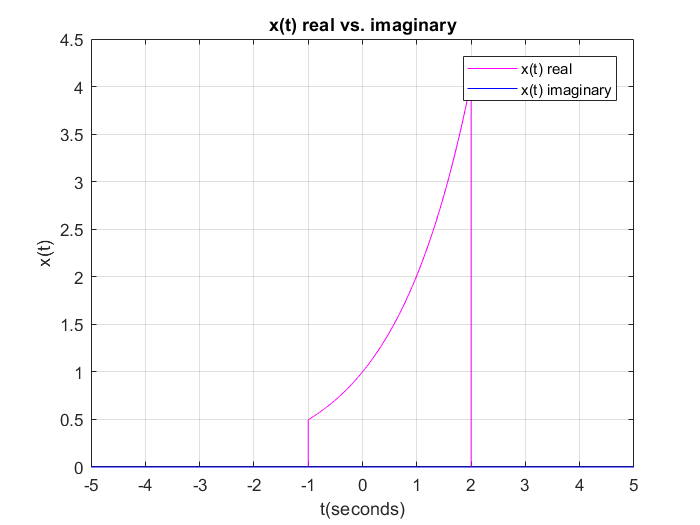 x(t) real vs. imaginary
4.5
4
3.5
3
2.5
2
1.5
1
0.5
0
x(t)
x(t) real
x(t) imaginary
-5 -4 -3 -2 -1 0 1 2 3 4 5
t(seconds)